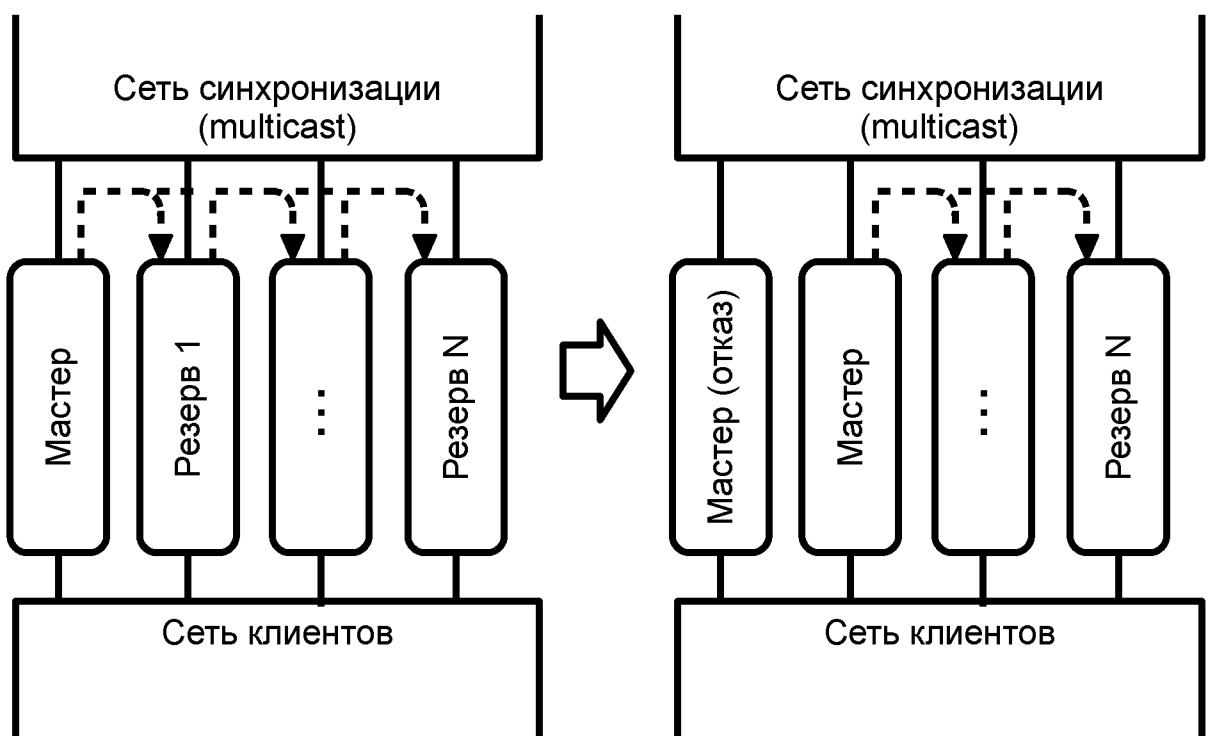 Сеть синхронизации
(multicast)
Мастер
Резерв 1
...
Резерв N
Сеть клиентов
Сеть синхронизации
(multicast)
Мастер (отказ)
Мастер
...
Резерв N
Сеть клиентов